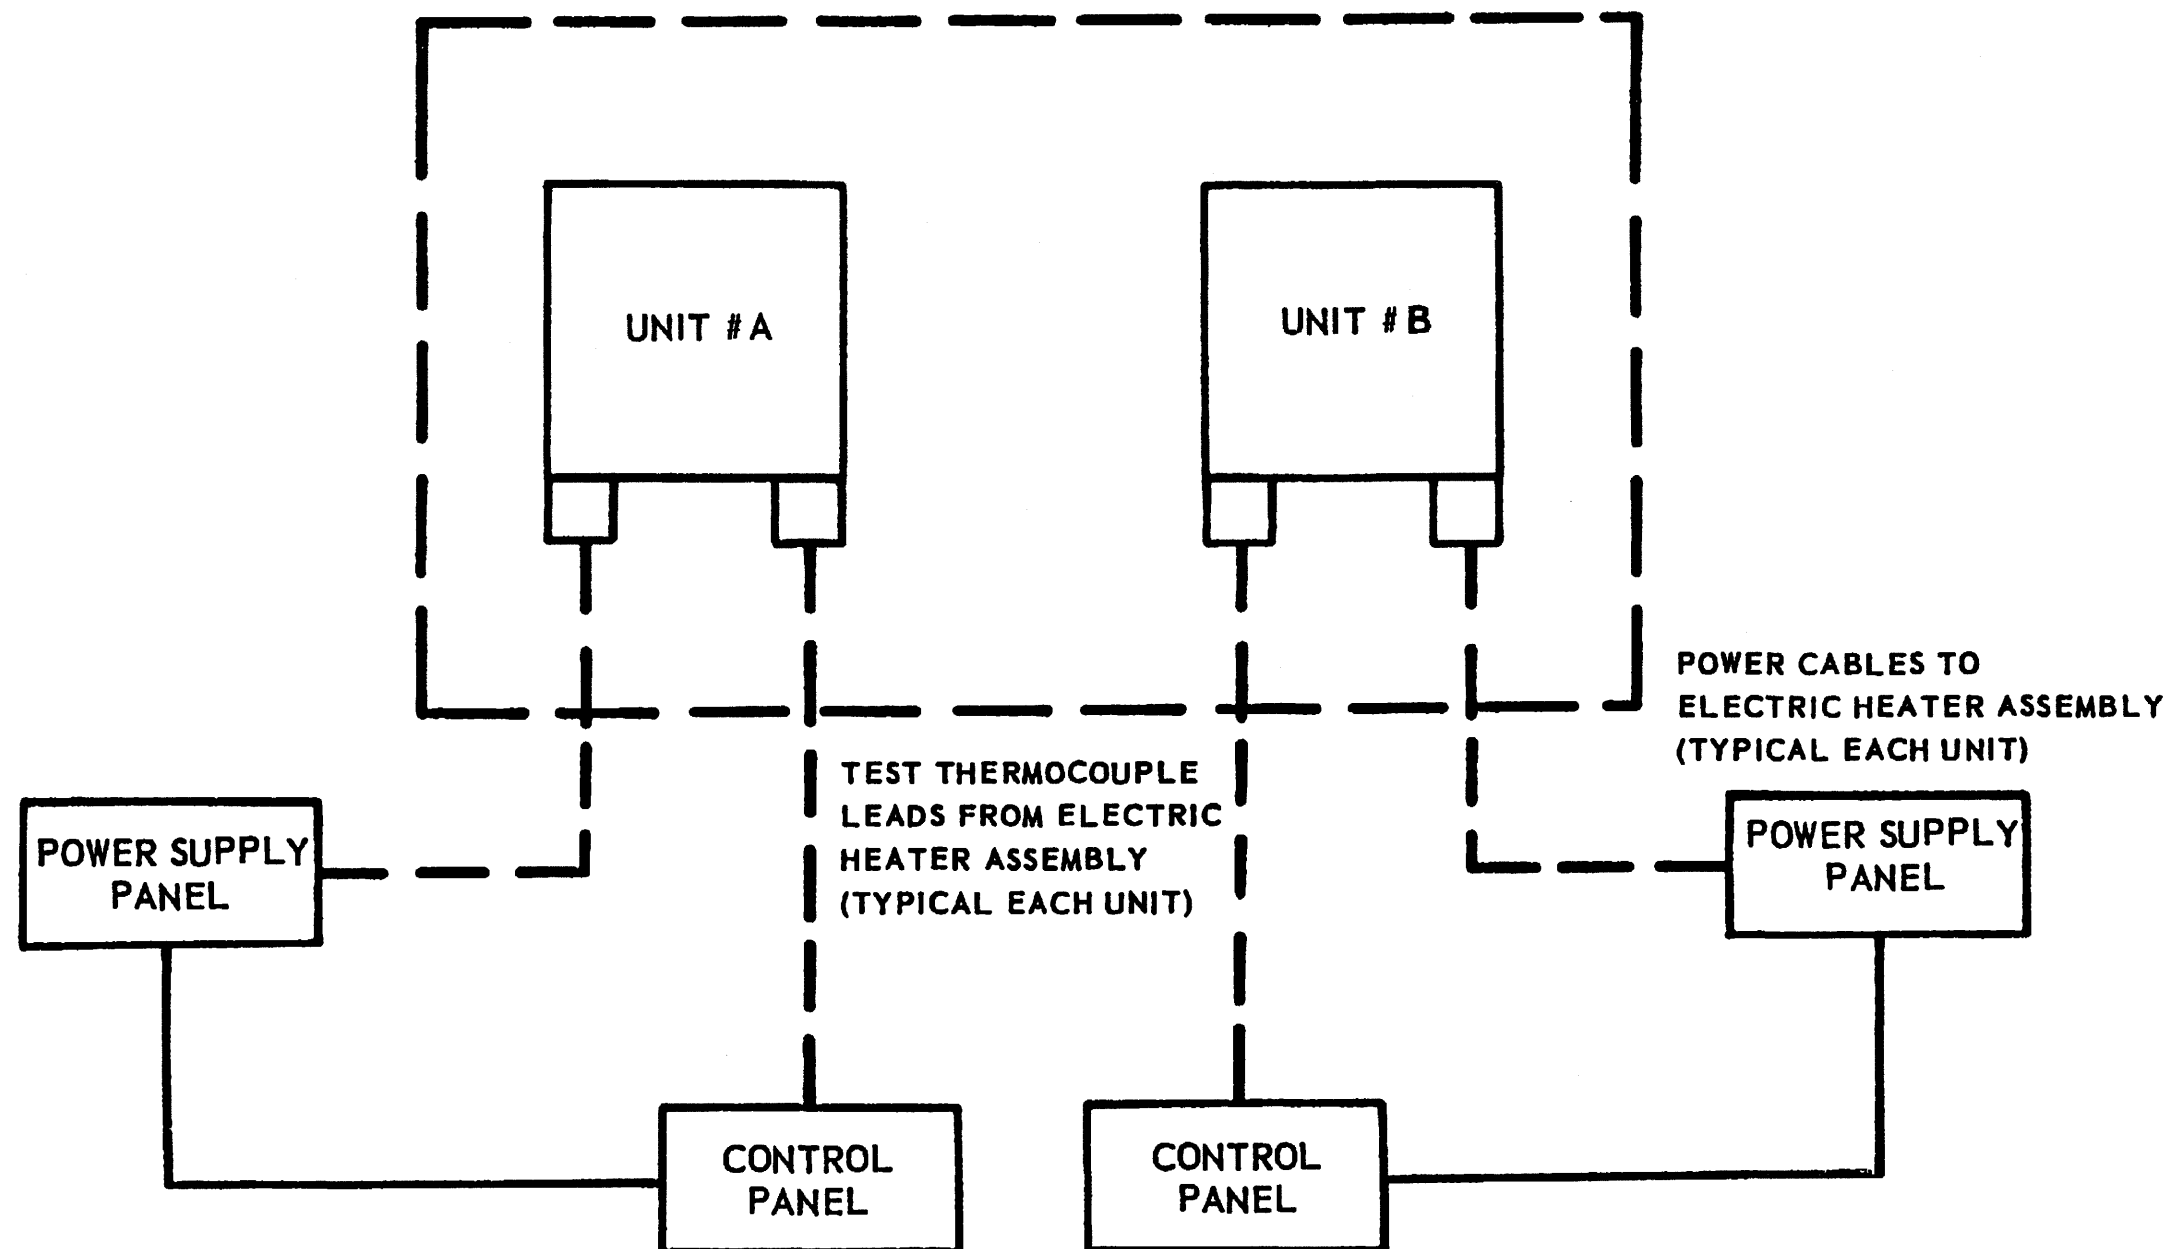 UNIT #A
UNIT #B
POWER CABLES TO
ELECTRIC HEATER ASSEMBLY
(TYPICAL EACH UNIT)
TEST THERMOCOUPLE
LEADS FROM ELECTRIC
HEATER ASSEMBLY
(TYPICAL EACH UNIT)
POWER SUPPLY
PANEL
POWER SUPPLY
PANEL
CONTROL
PANEL
CONTROL
PANEL